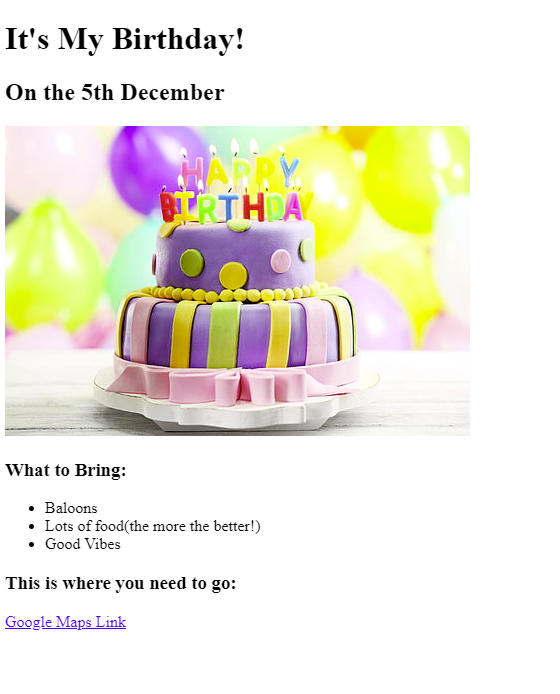 It's My Birthday!
On the 5th December
HAPPY
BIRTHDAY
What to Bring:
Baloons
Lots of food(the more the better!)
Good Vibes
This is where you need to go:
Google Maps Link